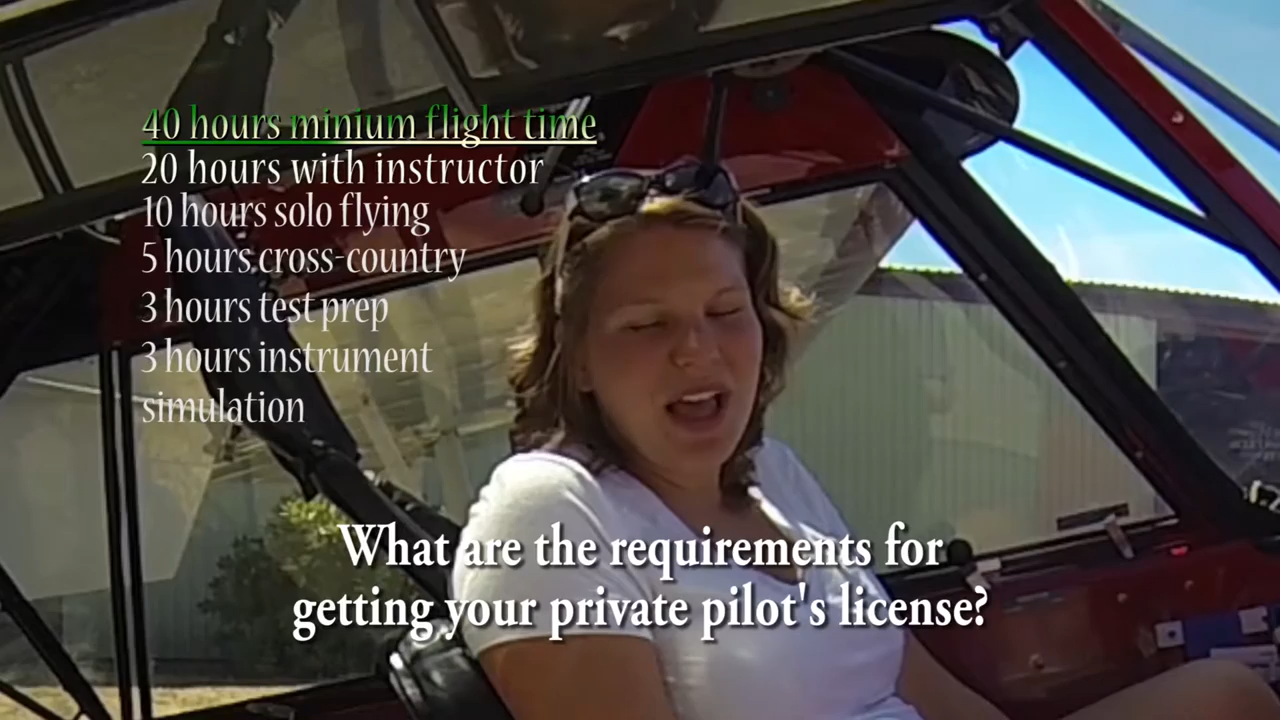 40 hours minium flight time
20 hours with instructor
10 hours solo flying
5 hours cross-country
3 hours test prep
3 hours instrument
simulation
What are the requirements for
getting your private pilot's license?